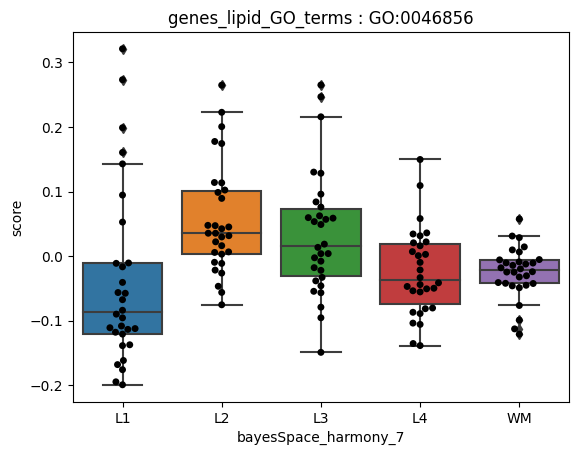 genes_lipid_GO_terms : GO:0046856
0.3
0.2
0.1
0.0
−0.1
−0.2
score
L1 L2 L3 L4 WM
bayesSpace_harmony_7